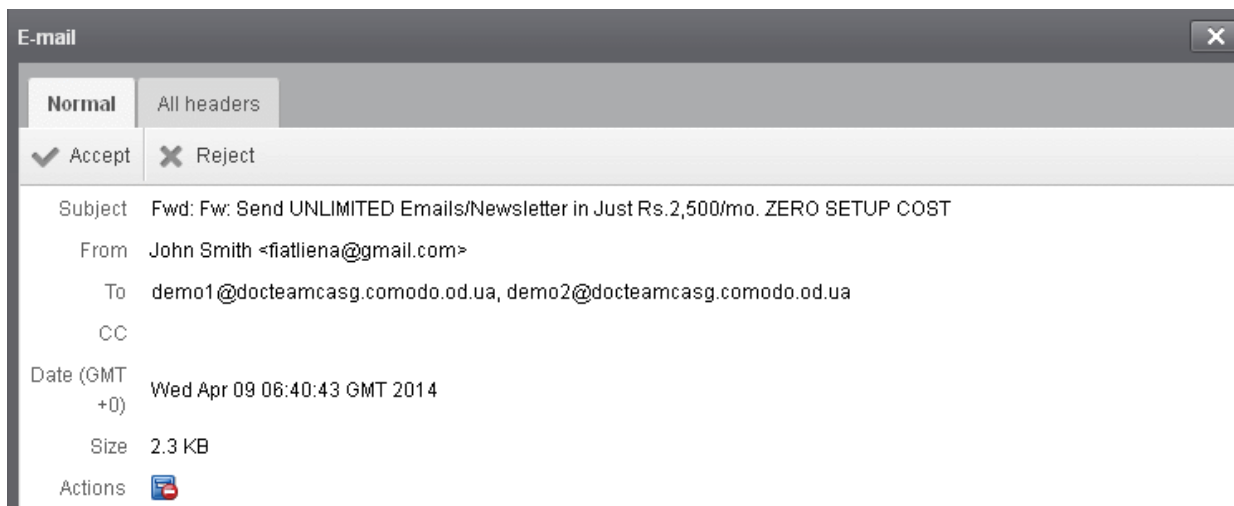 E-mail
Normal All headers
Accept Reject
Subject Fwd: Fw: Send UNLIMITED Emails/Newsletter in Just Rs.2,500/mo. ZERO SETUP COST
From John Smith <fiatliena@gmail.com>
To demo1@docteamcasg.comodo.od.ua, demo2@docteamcasg.comodo.od.ua
CC
Date (GMT
+0) Wed Apr 09 06:40:43 GMT 2014
Size 2.3 KB
Actions